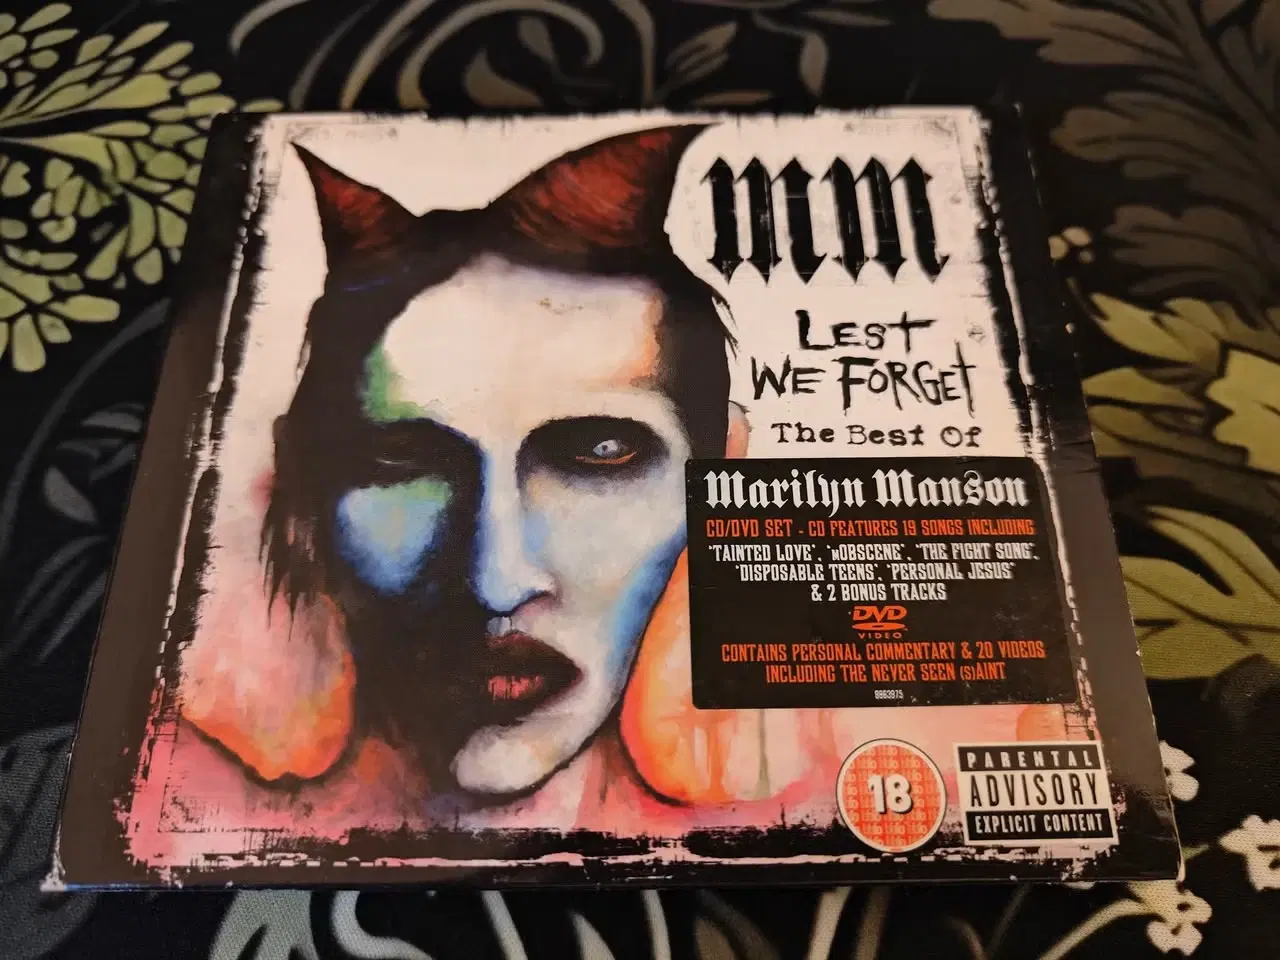 MM
LEST
WE FORGET
The Best Of
Marilyn Manson
CD/DVD SET - CD FEATURES 19 SONGS INCLUDING
'TAINTED LOVE', 'mOBSCENE', 'THE FIGHT SONG',
'DISPOSABLE TEENS', 'PERSONAL JESUS'
& 2 BONUS TRACKS
DVD
VIDEO
CONTAINS PERSONAL COMMENTARY & 20 VIDEOS
INCLUDING THE NEVER SEEN (s)AINT
9863975
18
PARENTAL
ADVISORY
EXPLICIT CONTENT